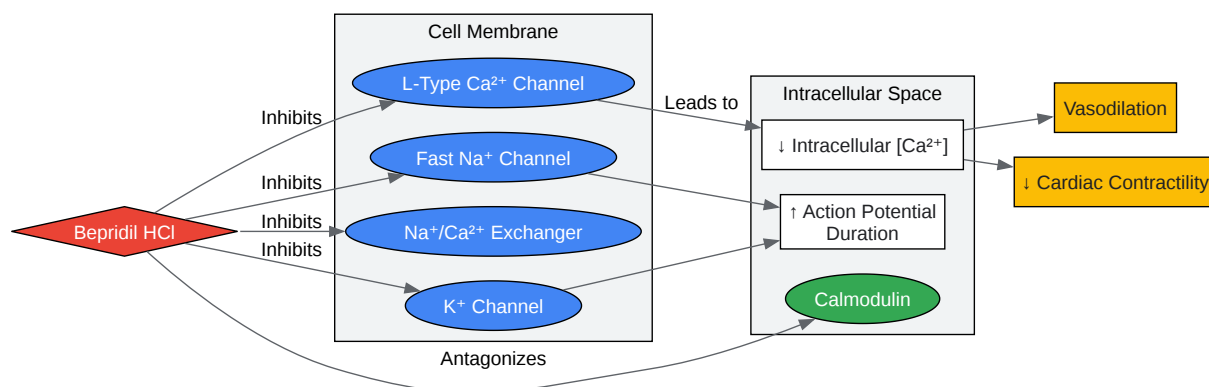 Cell Membrane
L-Type Ca²⁺ Channel
Inhibits
Leads to
Intracellular Space
Vasodilation
↓ Intracellular [Ca²⁺]
Fast Na⁺ Channel
Inhibits
↓ Cardiac Contractility
Bepridil HCl
Inhibits
Na⁺/Ca²⁺ Exchanger
↑ Action Potential
Duration
Inhibits
K⁺ Channel
Calmodulin
Antagonizes